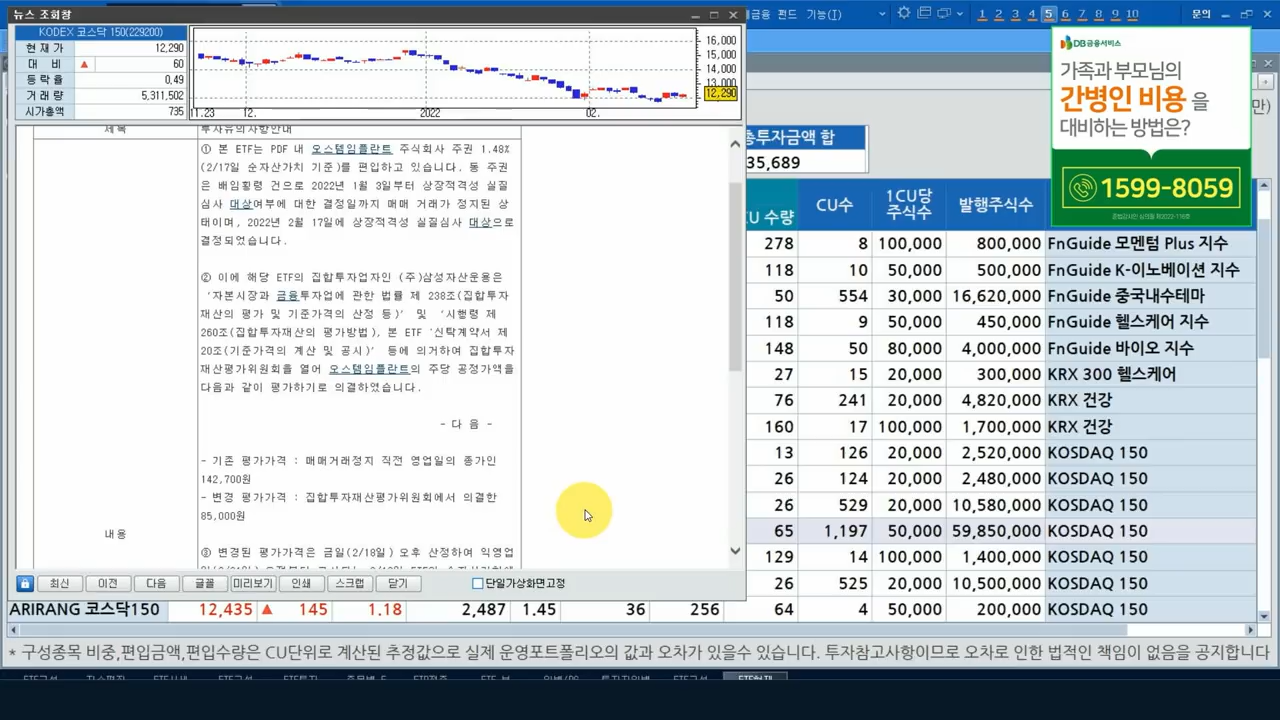 뉴스 조회창
KODEX 코스닥 150(229200)
현재가 12,290
대 비 ▲ 60
등락율 0.49
거래량 5,311,502
시가총액 735
16,000
15,000
14,000
13,000
12,290
11.23 12. 2022 02.
금융 펀드 기능(I)
1 2 3 4 5 6 7 8 9 10
문의
제목 투자유의사항안내
① 본 ETF는 PDF 내 오스템임플란트 주식회사 주권 1.48%
(2/17일 순자산가치 기준)를 편입하고 있습니다. 동 주권
은 배임횡령 건으로 2022년 1월 3일부터 상장적격성 실질
심사 대상여부에 대한 결정일까지 매매 거래가 정지된 상
태이며, 2022년 2월 17일에 상장적격성 실질심사 대상으로
결정되었습니다.
② 이에 해당 ETF의 집합투자업자인 (주)삼성자산운용은
'자본시장과 금융투자업에 관한 법률 제 238조(집합투자
재산의 평가 및 기준가격의 산정 등)' 및 '시행령 제
260조(집합투자재산의 평가방법), 본 ETF '신탁계약서 제
20조(기준가격의 계산 및 공시)' 등에 의거하여 집합투자
재산평가위원회를 열어 오스템임플란트의 주당 공정가액을
다음과 같이 평가하기로 의결하였습니다.
- 다 음 -
- 기존 평가가격 : 매매거래정지 직전 영업일의 종가인
142,700원
- 변경 평가가격 : 집합투자재산평가위원회에서 의결한
85,000원
내용
③ 변경된 평가가격은 금일(2/18일) 오후 산정하여 익영업
최신 이전 다음 글꼴 미리보기 인쇄 스크랩 닫기
단일가상화면고정
DB금융서비스
가족과 부모님의
간병인 비용 을
대비하는 방법은?
1599-8059
총투자금액 합
35,689
CU 수량 CU수 1CU당 주식수 발행주식수
278 8 100,000 800,000 FnGuide 모멘텀 Plus 지수
118 10 50,000 500,000 FnGuide K-이노베이션 지수
50 554 30,000 16,620,000 FnGuide 중국내수테마
118 9 50,000 450,000 FnGuide 헬스케어 지수
148 50 80,000 4,000,000 FnGuide 바이오 지수
27 15 20,000 300,000 KRX 300 헬스케어
76 241 20,000 4,820,000 KRX 건강
160 17 100,000 1,700,000 KRX 건강
13 126 20,000 2,520,000 KOSDAQ 150
26 124 20,000 2,480,000 KOSDAQ 150
26 529 20,000 10,580,000 KOSDAQ 150
65 1,197 50,000 59,850,000 KOSDAQ 150
129 14 100,000 1,400,000 KOSDAQ 150
26 525 20,000 10,500,000 KOSDAQ 150
ARIRANG 코스닥150 12,435 ▲ 145 1.18 2,487 1.45 36 256 64 4 50,000 200,000 KOSDAQ 150
* 구성종목 비중,편입금액,편입수량은 CU단위로 계산된 추정값으로 실제 운영포트폴리오의 값과 오차가 있을수 있습니다. 투자참고사항이므로 오차로 인한 법적인 책임이 없음을 공지합니다